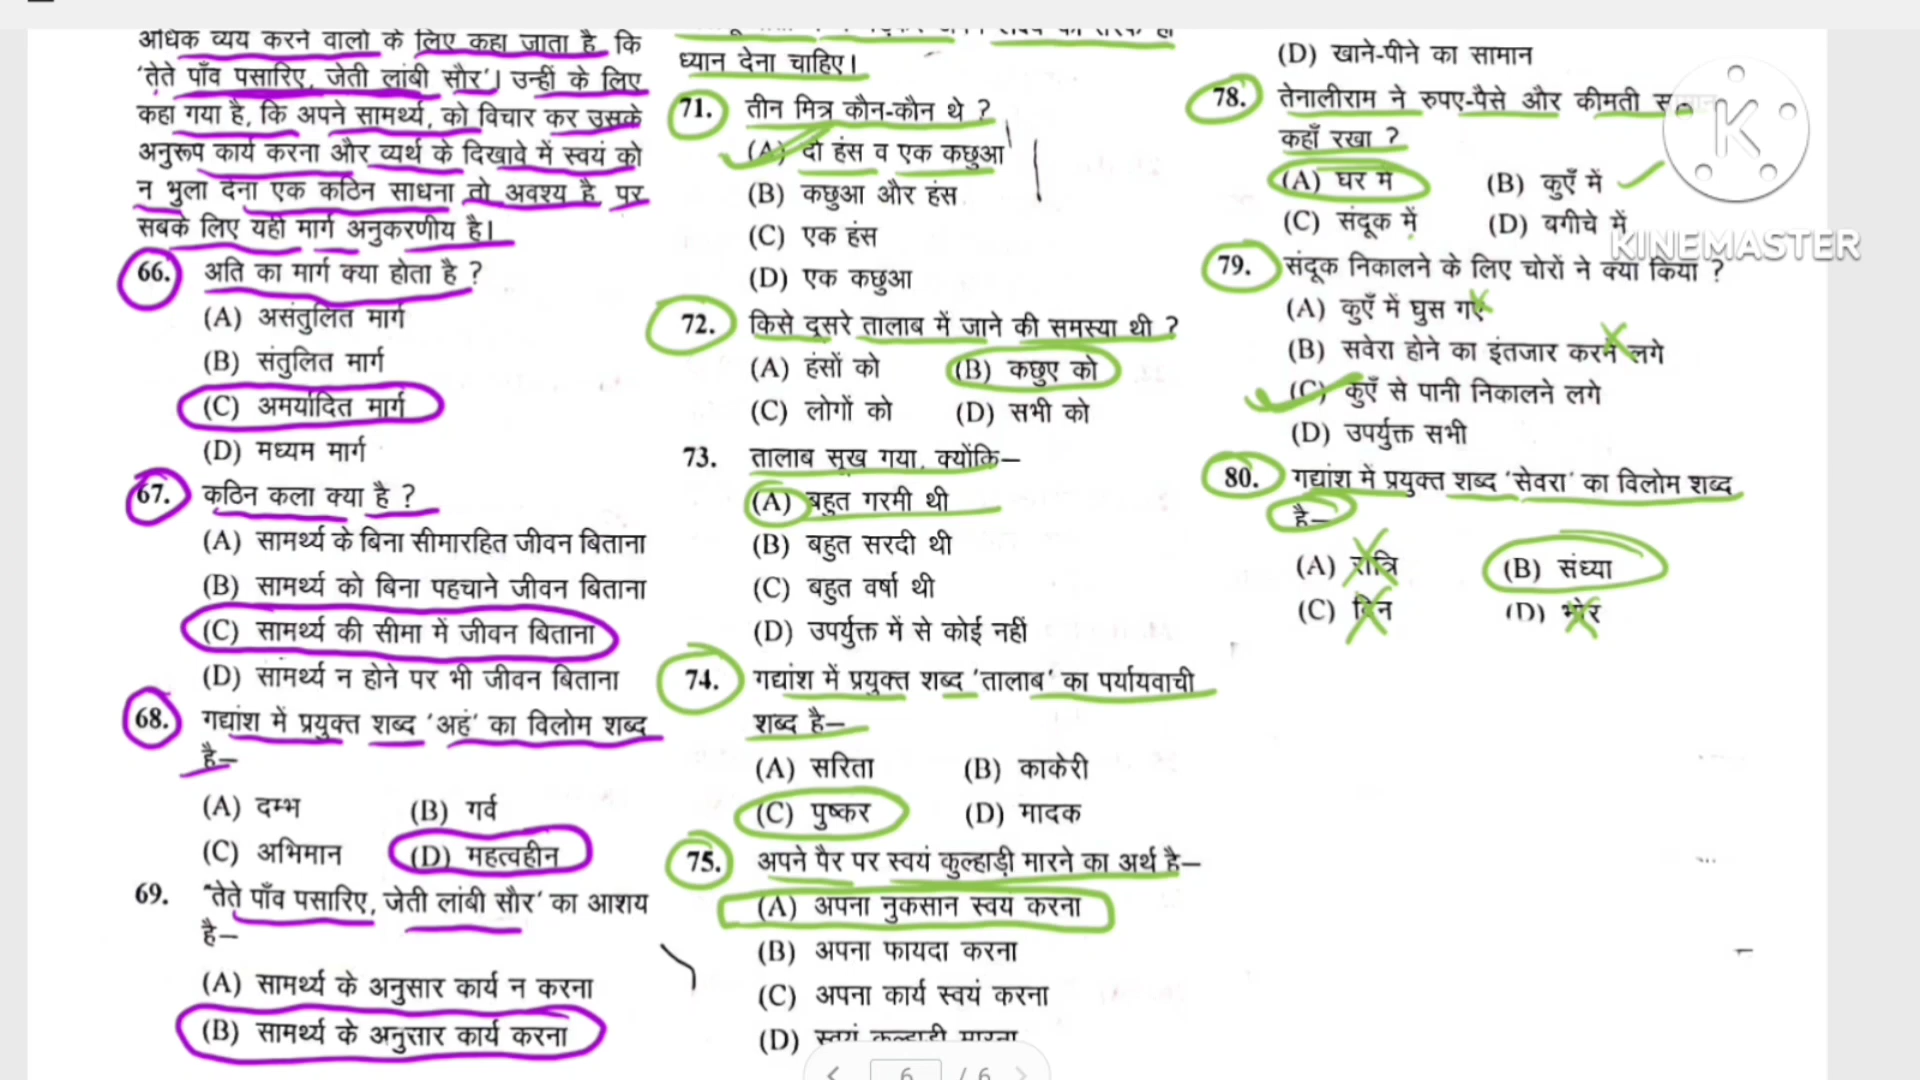 अधिक व्यय करने वालों के लिए कहा जाता है, कि
'तेते पाँव पसारिए, जेती लांबी सौर'। उन्हीं के लिए
कहा गया है, कि अपने सामर्थ्य, को विचार कर उसके
अनुरूप कार्य करना और व्यर्थ के दिखावे में स्वयं को
न भुला देना एक कठिन साधना तो अवश्य है, पर
सबके लिए यही मार्ग अनुकरणीय है।
66. अति का मार्ग क्या होता है ?
(A) असंतुलित मार्ग
(B) संतुलित मार्ग
(C) अमर्यादित मार्ग
(D) मध्यम मार्ग
67. कठिन कला क्या है ?
(A) सामर्थ्य के बिना सीमारहित जीवन बिताना
(B) सामर्थ्य को बिना पहचाने जीवन बिताना
(C) सामर्थ्य की सीमा में जीवन बिताना
(D) सामर्थ्य न होने पर भी जीवन बिताना
68. गद्यांश में प्रयुक्त शब्द 'अहं' का विलोम शब्द
है—
(A) दम्भ (B) गर्व
(C) अभिमान (D) महत्वहीन
69. "तेते पाँव पसारिए, जेती लांबी सौर' का आशय
है—
(A) सामर्थ्य के अनुसार कार्य न करना
(B) सामर्थ्य के अनुसार कार्य करना
ध्यान देना चाहिए।
71. तीन मित्र कौन-कौन थे ?
(A) दो हंस व एक कछुआ
(B) कछुआ और हंस
(C) एक हंस
(D) एक कछुआ
72. किसे दूसरे तालाब में जाने की समस्या थी ?
(A) हंसों को (B) कछुए को
(C) लोगों को (D) सभी को
73. तालाब सूख गया, क्योंकि—
(A) बहुत गरमी थी
(B) बहुत सरदी थी
(C) बहुत वर्षा थी
(D) उपर्युक्त में से कोई नहीं
74. गद्यांश में प्रयुक्त शब्द 'तालाब' का पर्यायवाची
शब्द है—
(A) सरिता (B) काकेरी
(C) पुष्कर (D) मादक
75. अपने पैर पर स्वयं कुल्हाड़ी मारने का अर्थ है—
(A) अपना नुकसान स्वयं करना
(B) अपना फायदा करना
(C) अपना कार्य स्वयं करना
(D) स्वयं कुल्हाड़ी मारना
6 / 6
(D) खाने-पीने का सामान
78. तेनालीराम ने रुपए-पैसे और कीमती सामान
कहाँ रखा ?
(A) घर में (B) कुएँ में
(C) संदूक में (D) बगीचे में
79. संदूक निकालने के लिए चोरों ने क्या किया ?
(A) कुएँ में घुस गए
(B) सवेरा होने का इंतजार करने लगे
(C) कुएँ से पानी निकालने लगे
(D) उपर्युक्त सभी
80. गद्यांश में प्रयुक्त शब्द 'सेवरा' का विलोम शब्द
है—
(A) रात्रि (B) संध्या
(C) दिन (D) भोर
K
KINEMASTER